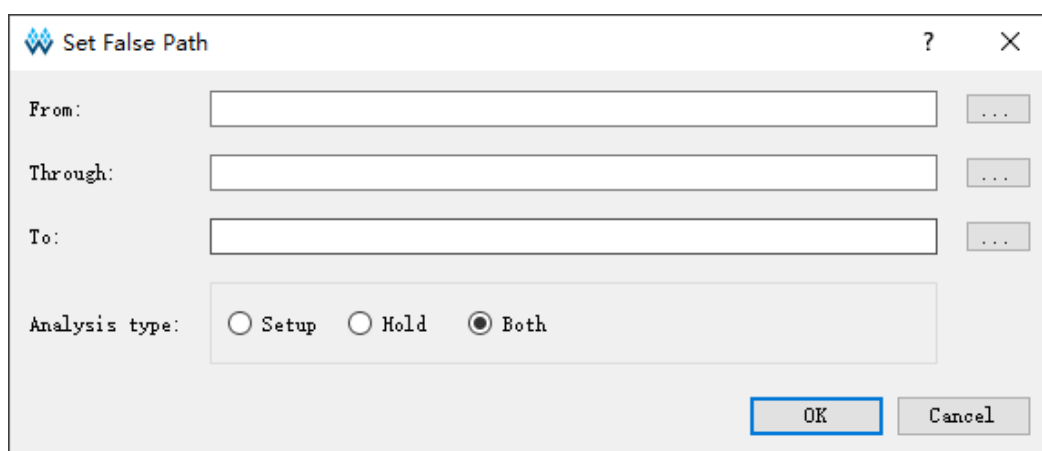 Set False Path ?
From: ...
Through: ...
To: ...
Analysis type: Setup Hold Both
OK Cancel